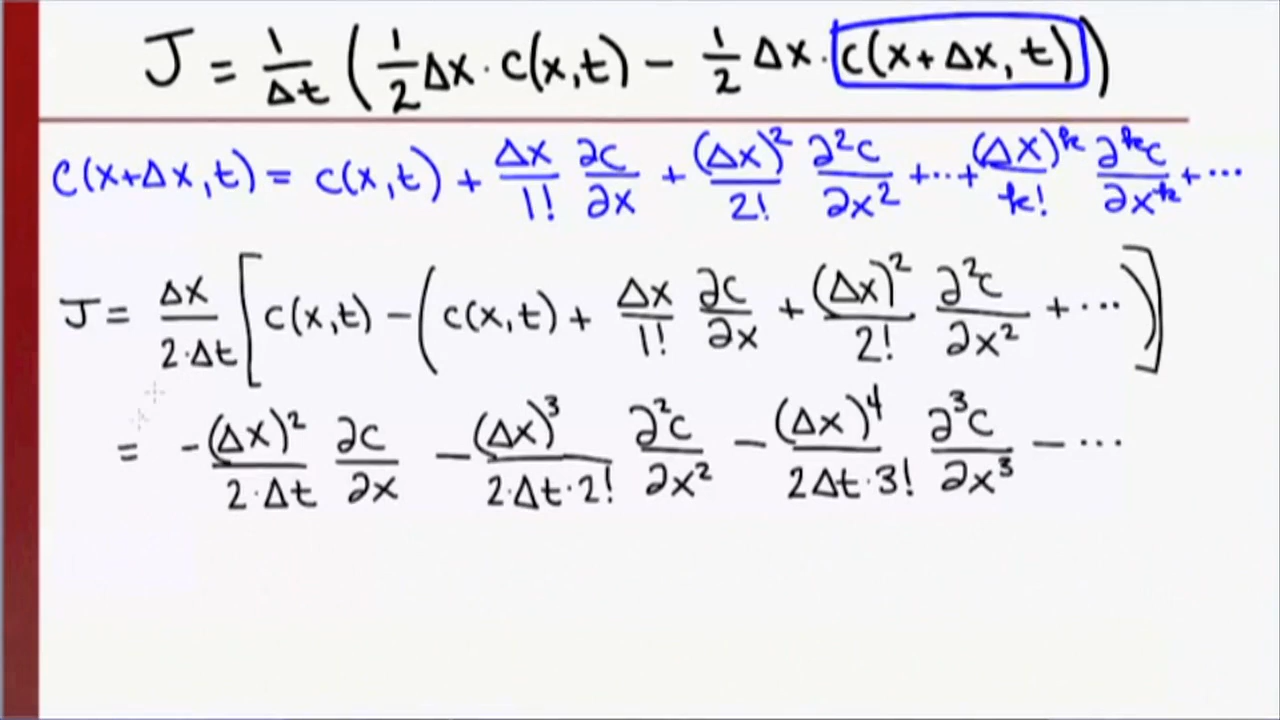 J = 1/Δt (1/2 Δx · c(x,t) − 1/2 Δx · c(x+Δx, t))
c(x+Δx,t) = c(x,t) + Δx/1! ∂c/∂x + (Δx)²/2! ∂²c/∂x² + ··· + (Δx)^k/k! ∂^k c/∂x^k + ···
J = Δx/2·Δt [c(x,t) − (c(x,t) + Δx/1! ∂c/∂x + (Δx)²/2! ∂²c/∂x² + ···)]
= −(Δx)²/2·Δt ∂c/∂x − (Δx)³/2·Δt·2! ∂²c/∂x² − (Δx)⁴/2Δt·3! ∂³c/∂x³ − ···